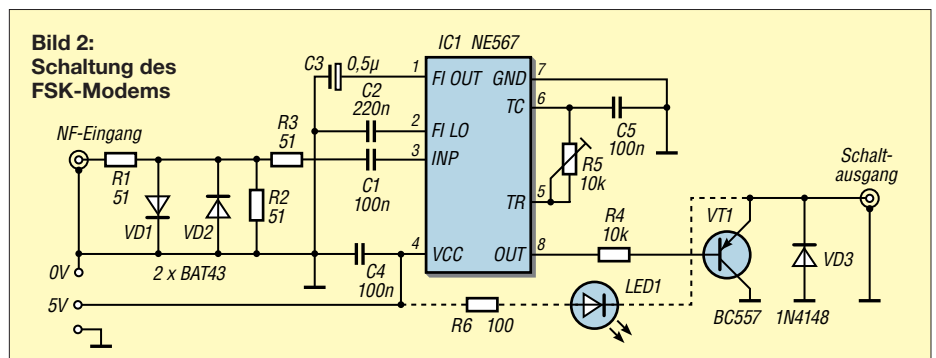 Bild 2:
Schaltung des
FSK-Modems
IC1 NE567
C3 0,5µ
1 FI OUT GND 7
C2
220n
2 FI LO TC 6
NF-Eingang
R3
51
3 INP
C1
100n
R1
51
VD1
VD2
R2
51
R5
10k
C5
100n
TR 5
Schalt-
ausgang
4 VCC OUT 8
R4
10k
VT1
VD3
0V
2 x BAT43
C4
100n
LED1
5V
R6 100
BC557 1N4148